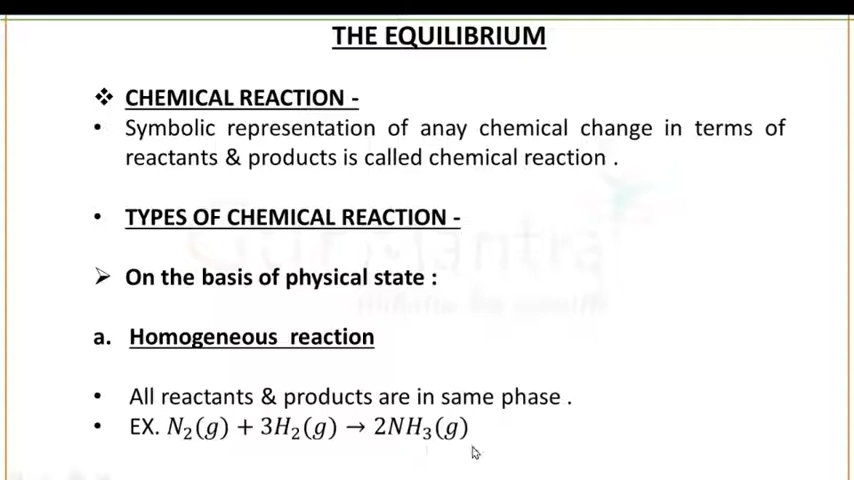 THE EQUILIBRIUM
❖ CHEMICAL REACTION -
• Symbolic representation of anay chemical change in terms of
reactants & products is called chemical reaction .
• TYPES OF CHEMICAL REACTION -
➢ On the basis of physical state :
a. Homogeneous reaction
• All reactants & products are in same phase .
• EX. N₂(g) + 3H₂(g) → 2NH₃(g)